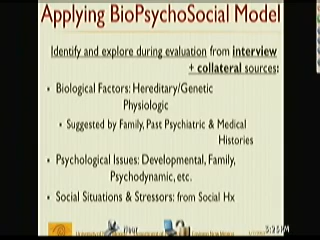 Applying BioPsychoSocial Model
Identify and explore during evaluation from interview
+ collateral sources:
• Biological Factors: Hereditary/Genetic
Physiologic
• Suggested by Family, Past Psychiatric & Medical
Histories
• Psychological Issues: Developmental, Family,
Psychodynamic, etc.
• Social Situations & Stressors: from Social Hx